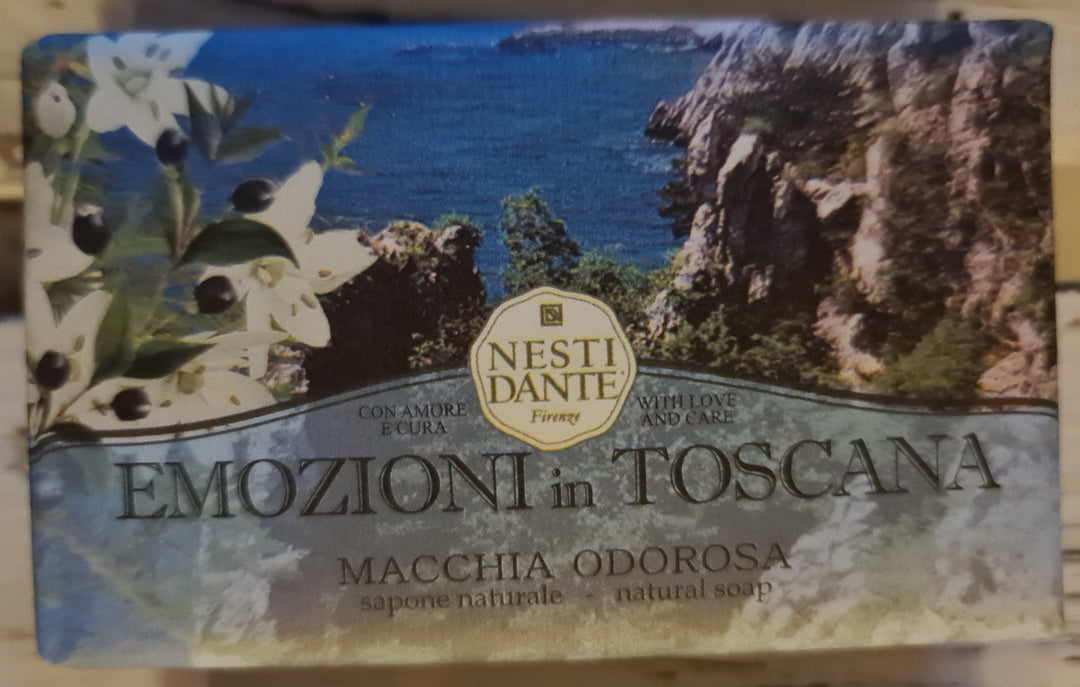 NESTI
DANTE
Firenze
CON AMORE
E CURA
WITH LOVE
AND CARE
EMOZIONI in TOSCANA
MACCHIA ODOROSA
sapone naturale - natural soap